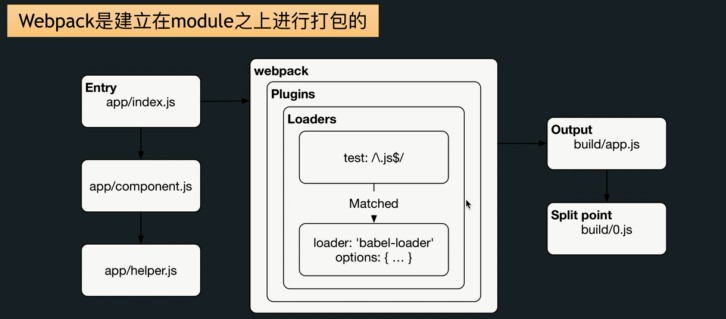 Webpack是建立在module之上进行打包的
Entry
app/index.js
app/component.js
app/helper.js
webpack
Plugins
Loaders
test: /\.js$/
Matched
loader: 'babel-loader'
options: { ... }
Output
build/app.js
Split point
build/0.js